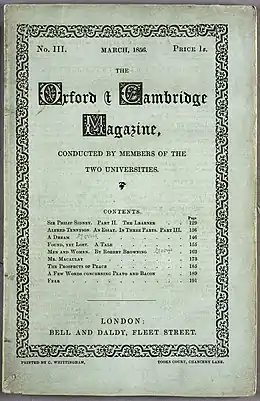 No. III. MARCH, 1856. PRICE 1s.
THE
Oxford & Cambridge
Magazine,
CONDUCTED BY MEMBERS OF THE
TWO UNIVERSITIES.
CONTENTS.
Page
SIR PHILIP SIDNEY. PART II. THE LEARNER . 129
ALFRED TENNYSON. AN ESSAY. IN THREE PARTS. PART III. . 136
A DREAM . 146
FOUND, YET LOST. A TALE . 155
MEN AND WOMEN. BY ROBERT BROWNING . 162
MR. MACAULAY . 173
THE PROSPECTS OF PEACE . 185
A FEW WORDS CONCERNING PLATO AND BACON . 189
FEAR . 191
LONDON:
BELL AND DALDY, FLEET STREET.
PRINTED BY C. WHITTINGHAM, TOOKS COURT, CHANCERY LANE.